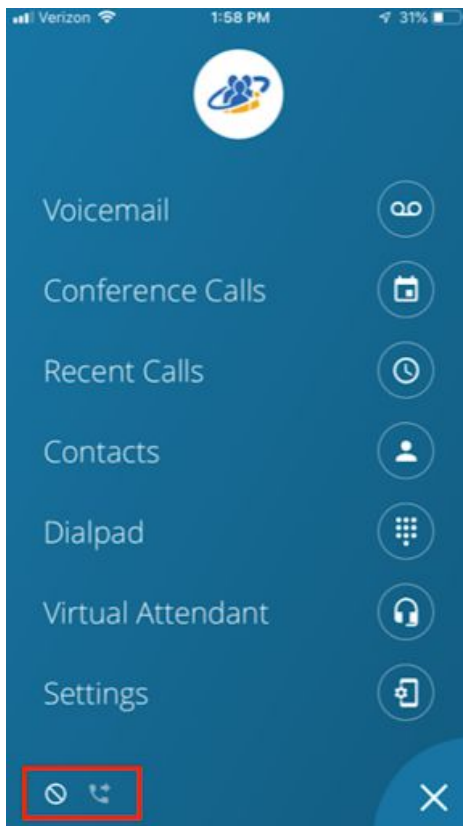 Verizon 1:58 PM 31%
Voicemail
Conference Calls
Recent Calls
Contacts
Dialpad
Virtual Attendant
Settings